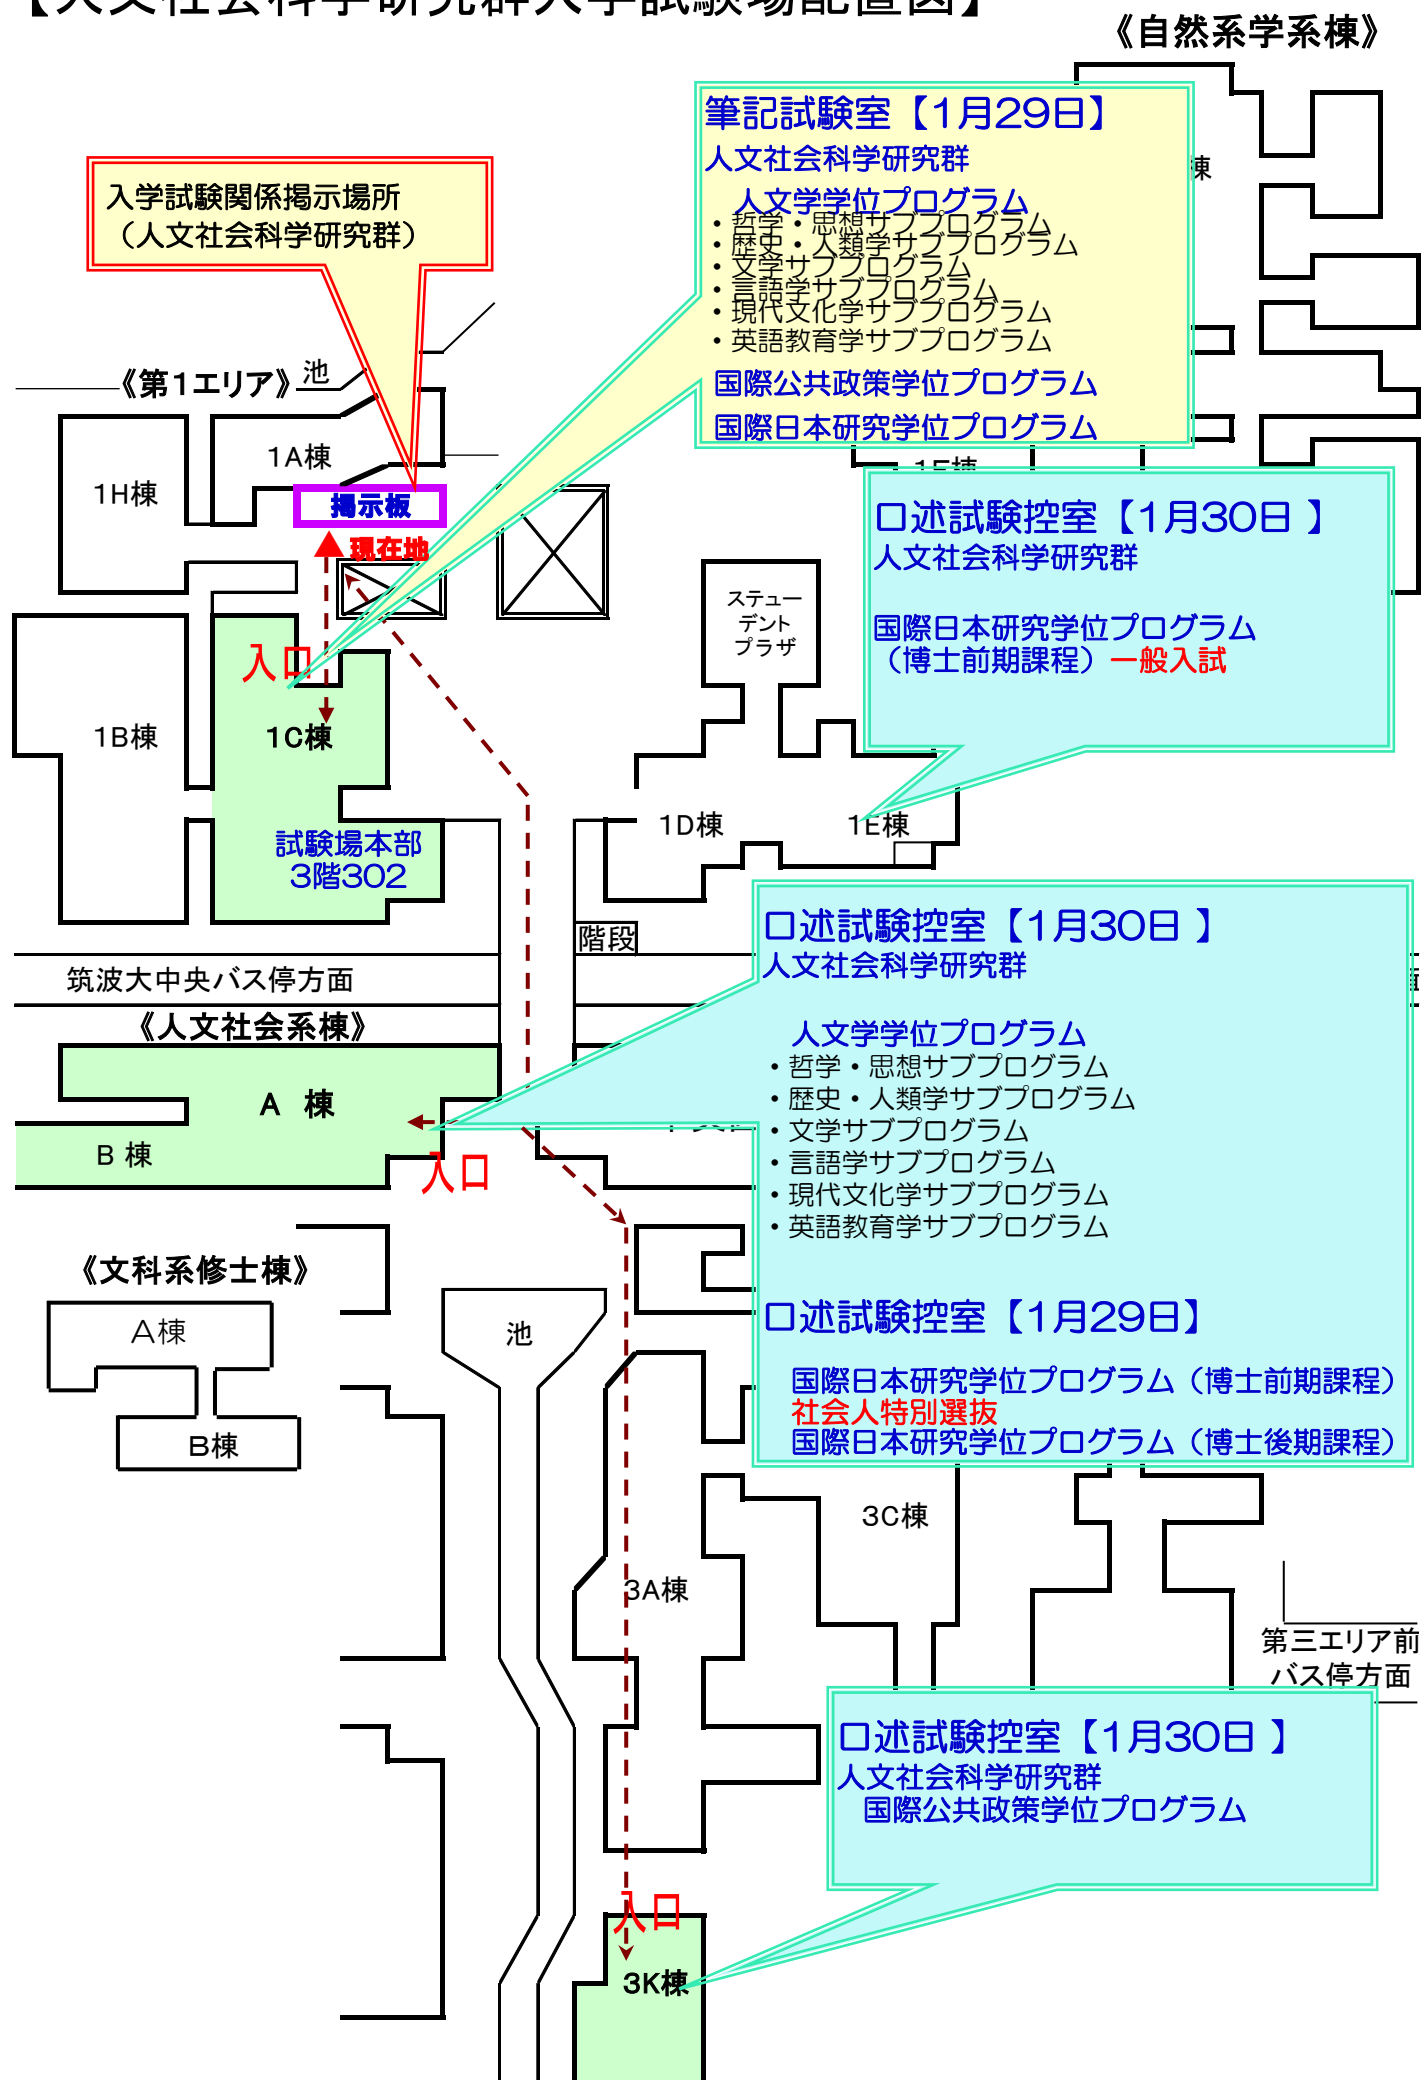 【人文社会科学研究群入学試験場配置図】
《自然系学系棟》
筆記試験室【1月29日】
人文社会科学研究群
人文学学位プログラム
・哲学・思想サブプログラム
・歴史・人類学サブプログラム
・文学サブプログラム
・言語学サブプログラム
・現代文化学サブプログラム
・英語教育学サブプログラム
国際公共政策学位プログラム
国際日本研究学位プログラム
棟
入学試験関係掲示場所
（人文社会科学研究群）
《第1エリア》
池
1A棟
1H棟
掲示板
現在地
口述試験控室【1月30日 】
人文社会科学研究群
国際日本研究学位プログラム
（博士前期課程）一般入試
ステュー
デント
プラザ
入口
1B棟
1C棟
試験場本部
3階302
1D棟
1E棟
階段
筑波大中央バス停方面
《人文社会系棟》
A 棟
B 棟
入口
口述試験控室【1月30日 】
人文社会科学研究群
人文学学位プログラム
・哲学・思想サブプログラム
・歴史・人類学サブプログラム
・文学サブプログラム
・言語学サブプログラム
・現代文化学サブプログラム
・英語教育学サブプログラム
口述試験控室【1月29日】
国際日本研究学位プログラム（博士前期課程）
社会人特別選抜
国際日本研究学位プログラム（博士後期課程）
《文科系修士棟》
A棟
B棟
池
3C棟
3A棟
第三エリア前
バス停方面
口述試験控室【1月30日 】
人文社会科学研究群
国際公共政策学位プログラム
入口
3K棟